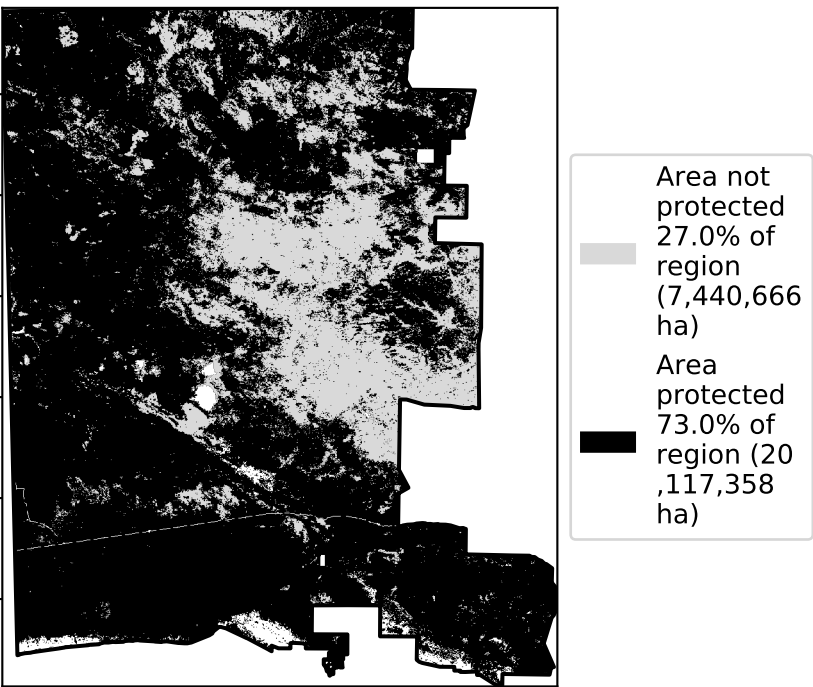 Area not
protected
27.0% of
region
(7,440,666
ha)
Area
protected
73.0% of
region (20
,117,358
ha)